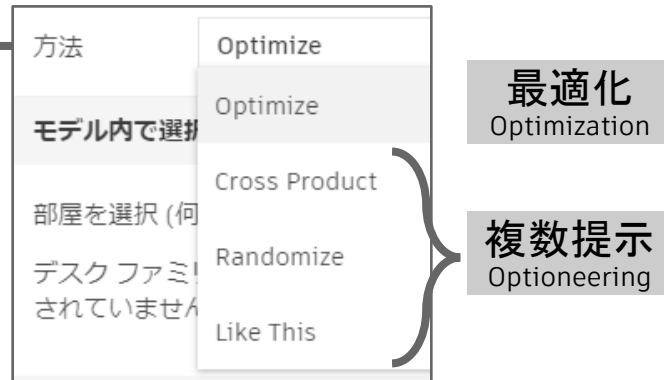 方法
Optimize
Optimize
モデル内で選択
Cross Product
部屋を選択 (何
Randomize
デスク ファミリ
されていません
Like This
最適化
Optimization
複数提示
Optioneering